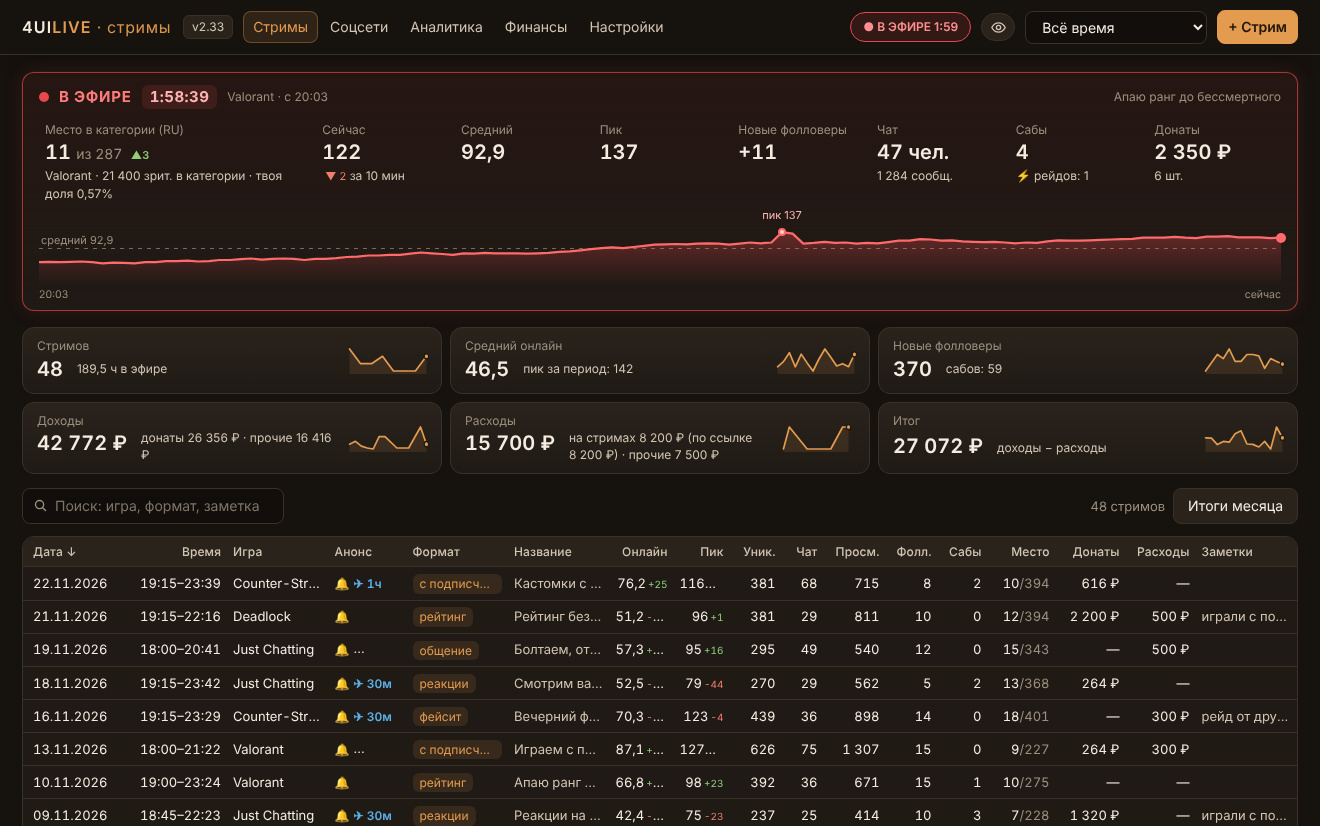 4UILIVE · стримы v2.33 Стримы Соцсети Аналитика Финансы Настройки В ЭФИРЕ 1:59 Всё время + Стрим
В ЭФИРЕ 1:58:39 Valorant · с 20:03 Апаю ранг до бессмертного
Место в категории (RU) Сейчас Средний Пик Новые фолловеры Чат Сабы Донаты
11 из 287 ▲3 122 92,9 137 +11 47 чел. 4 2 350 ₽
Valorant · 21 400 зрит. в категории · твоя ▼ 2 за 10 мин 1 284 сообщ. ⚡ рейдов: 1 6 шт.
доля 0,57%
пик 137
средний 92,9
20:03 сейчас
Стримов Средний онлайн Новые фолловеры
48 189,5 ч в эфире 46,5 пик за период: 142 370 сабов: 59
Доходы Расходы Итог
42 772 ₽ донаты 26 356 ₽ · прочие 16 416 15 700 ₽ на стримах 8 200 ₽ (по ссылке 27 072 ₽ доходы − расходы
₽ 8 200 ₽) · прочие 7 500 ₽
Поиск: игра, формат, заметка 48 стримов Итоги месяца
Дата ↓ Время Игра Анонс Формат Название Онлайн Пик Уник. Чат Просм. Фолл. Сабы Место Донаты Расходы Заметки
22.11.2026 19:15–23:39 Counter-Str... 🔔 ✈ 1ч с подписч... Кастомки с ... 76,2 +25 116... 381 68 715 8 2 10/394 616 ₽ —
21.11.2026 19:15–22:16 Deadlock 🔔 рейтинг Рейтинг без... 51,2 -... 96 +1 381 29 811 10 0 12/394 2 200 ₽ 500 ₽ играли с по...
19.11.2026 18:00–20:41 Just Chatting 🔔 ... общение Болтаем, от... 57,3 +... 95 +16 295 49 540 12 0 15/343 — 500 ₽
18.11.2026 19:15–23:42 Just Chatting 🔔 ✈ 30м реакции Смотрим ва... 52,5 -... 79 -44 270 29 562 5 2 13/368 264 ₽ —
16.11.2026 19:15–23:29 Counter-Str... 🔔 ✈ 30м фейсит Вечерний ф... 70,3 -... 123 -4 439 36 898 14 0 18/401 — 300 ₽ рейд от дру...
13.11.2026 18:00–21:22 Valorant 🔔 ... с подписч... Играем с п... 87,1 +... 127... 626 75 1 307 15 0 9/227 264 ₽ 300 ₽
10.11.2026 19:00–23:24 Valorant 🔔 рейтинг Апаю ранг ... 66,8 +... 98 +23 392 36 671 15 1 10/275 — —
09.11.2026 18:45–22:23 Just Chatting 🔔 ✈ 30м реакции Реакции на ... 42,4 -... 75 -23 237 25 414 10 3 7/228 1 320 ₽ — играли с по...